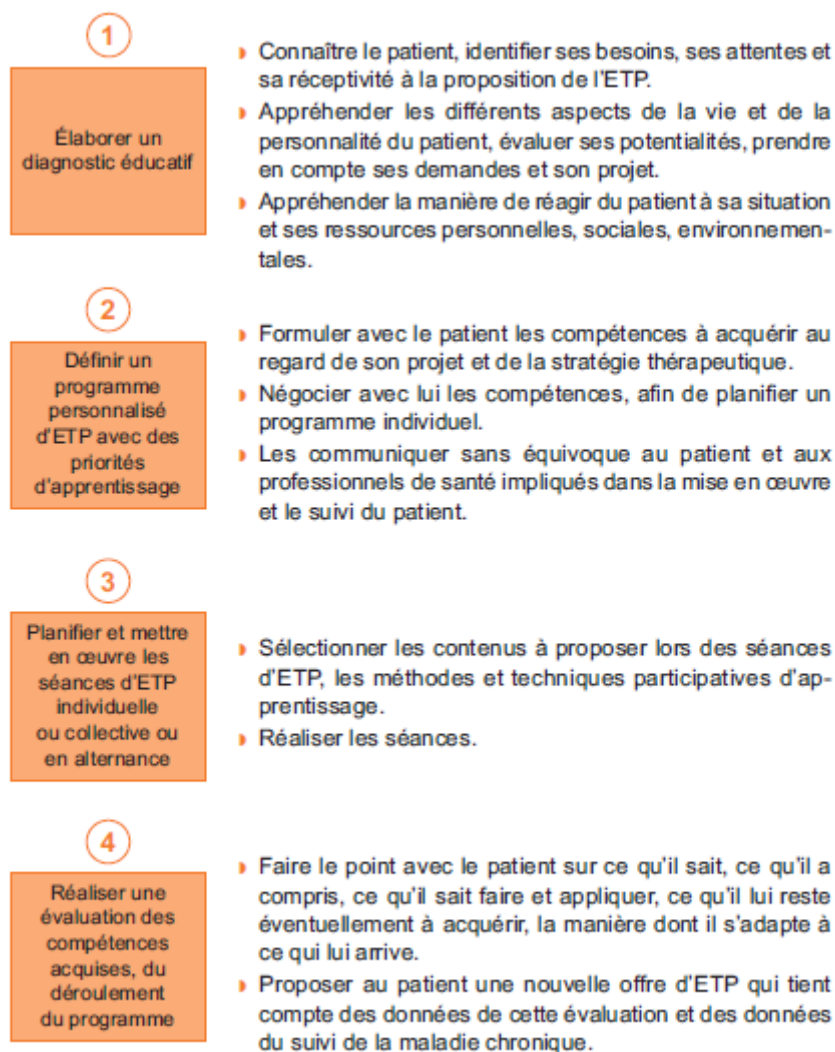 1
Élaborer un
diagnostic éducatif
Connaître le patient, identifier ses besoins, ses attentes et
sa réceptivité à la proposition de l'ETP.
Appréhender les différents aspects de la vie et de la
personnalité du patient, évaluer ses potentialités, prendre
en compte ses demandes et son projet.
Appréhender la manière de réagir du patient à sa situation
et ses ressources personnelles, sociales, environnemen-
tales.
2
Définir un
programme
personnalisé
d'ETP avec des
priorités
d'apprentissage
Formuler avec le patient les compétences à acquérir au
regard de son projet et de la stratégie thérapeutique.
Négocier avec lui les compétences, afin de planifier un
programme individuel.
Les communiquer sans équivoque au patient et aux
professionnels de santé impliqués dans la mise en œuvre
et le suivi du patient.
3
Planifier et mettre
en œuvre les
séances d'ETP
individuelle
ou collective ou
en alternance
Sélectionner les contenus à proposer lors des séances
d'ETP, les méthodes et techniques participatives d'ap-
prentissage.
Réaliser les séances.
4
Réaliser une
évaluation des
compétences
acquises, du
déroulement
du programme
Faire le point avec le patient sur ce qu'il sait, ce qu'il a
compris, ce qu'il sait faire et appliquer, ce qu'il lui reste
éventuellement à acquérir, la manière dont il s'adapte à
ce qui lui arrive.
Proposer au patient une nouvelle offre d'ETP qui tient
compte des données de cette évaluation et des données
du suivi de la maladie chronique.